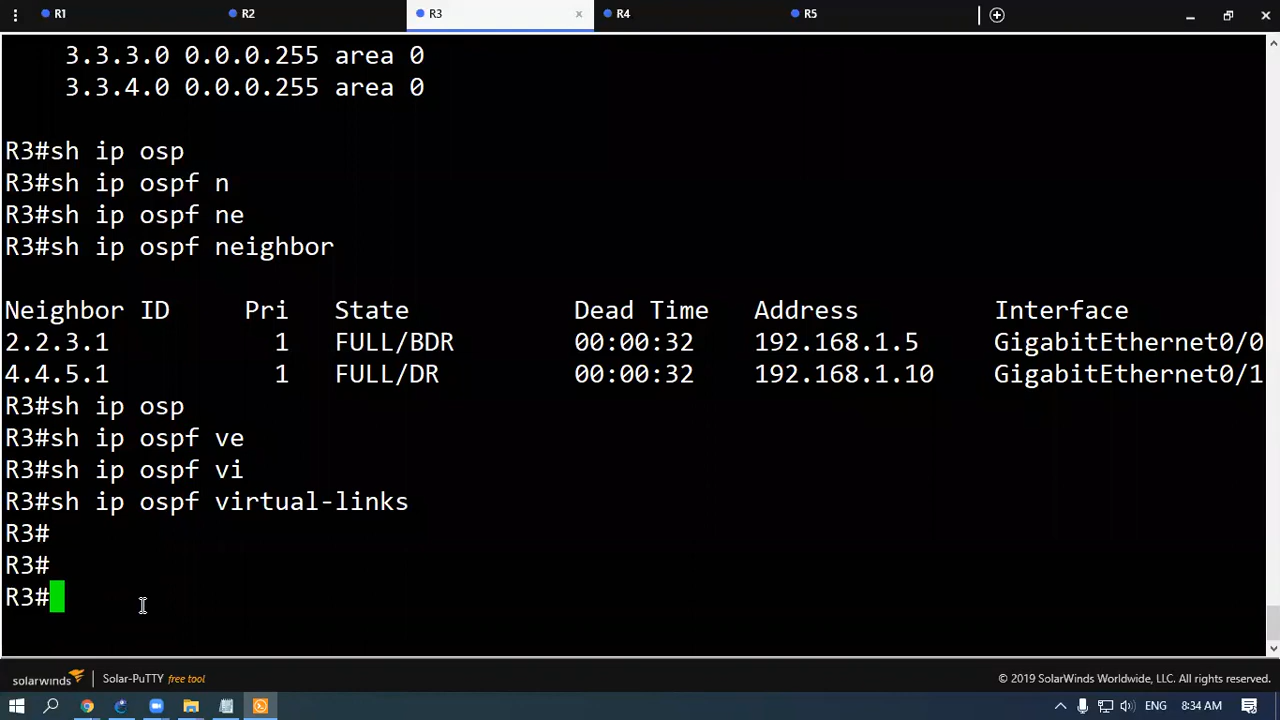 R1
R2
R3
x
R4
R5
3.3.3.0 0.0.0.255 area 0
3.3.4.0 0.0.0.255 area 0
R3#sh ip osp
R3#sh ip ospf n
R3#sh ip ospf ne
R3#sh ip ospf neighbor
Neighbor ID     Pri   State           Dead Time   Address         Interface
2.2.3.1           1   FULL/BDR        00:00:32    192.168.1.5     GigabitEthernet0/0
4.4.5.1           1   FULL/DR         00:00:32    192.168.1.10    GigabitEthernet0/1
R3#sh ip osp
R3#sh ip ospf ve
R3#sh ip ospf vi
R3#sh ip ospf virtual-links
R3#
R3#
R3#
solarwinds Solar-PuTTY free tool © 2019 SolarWinds Worldwide, LLC. All rights reserved.
ENG 8:34 AM